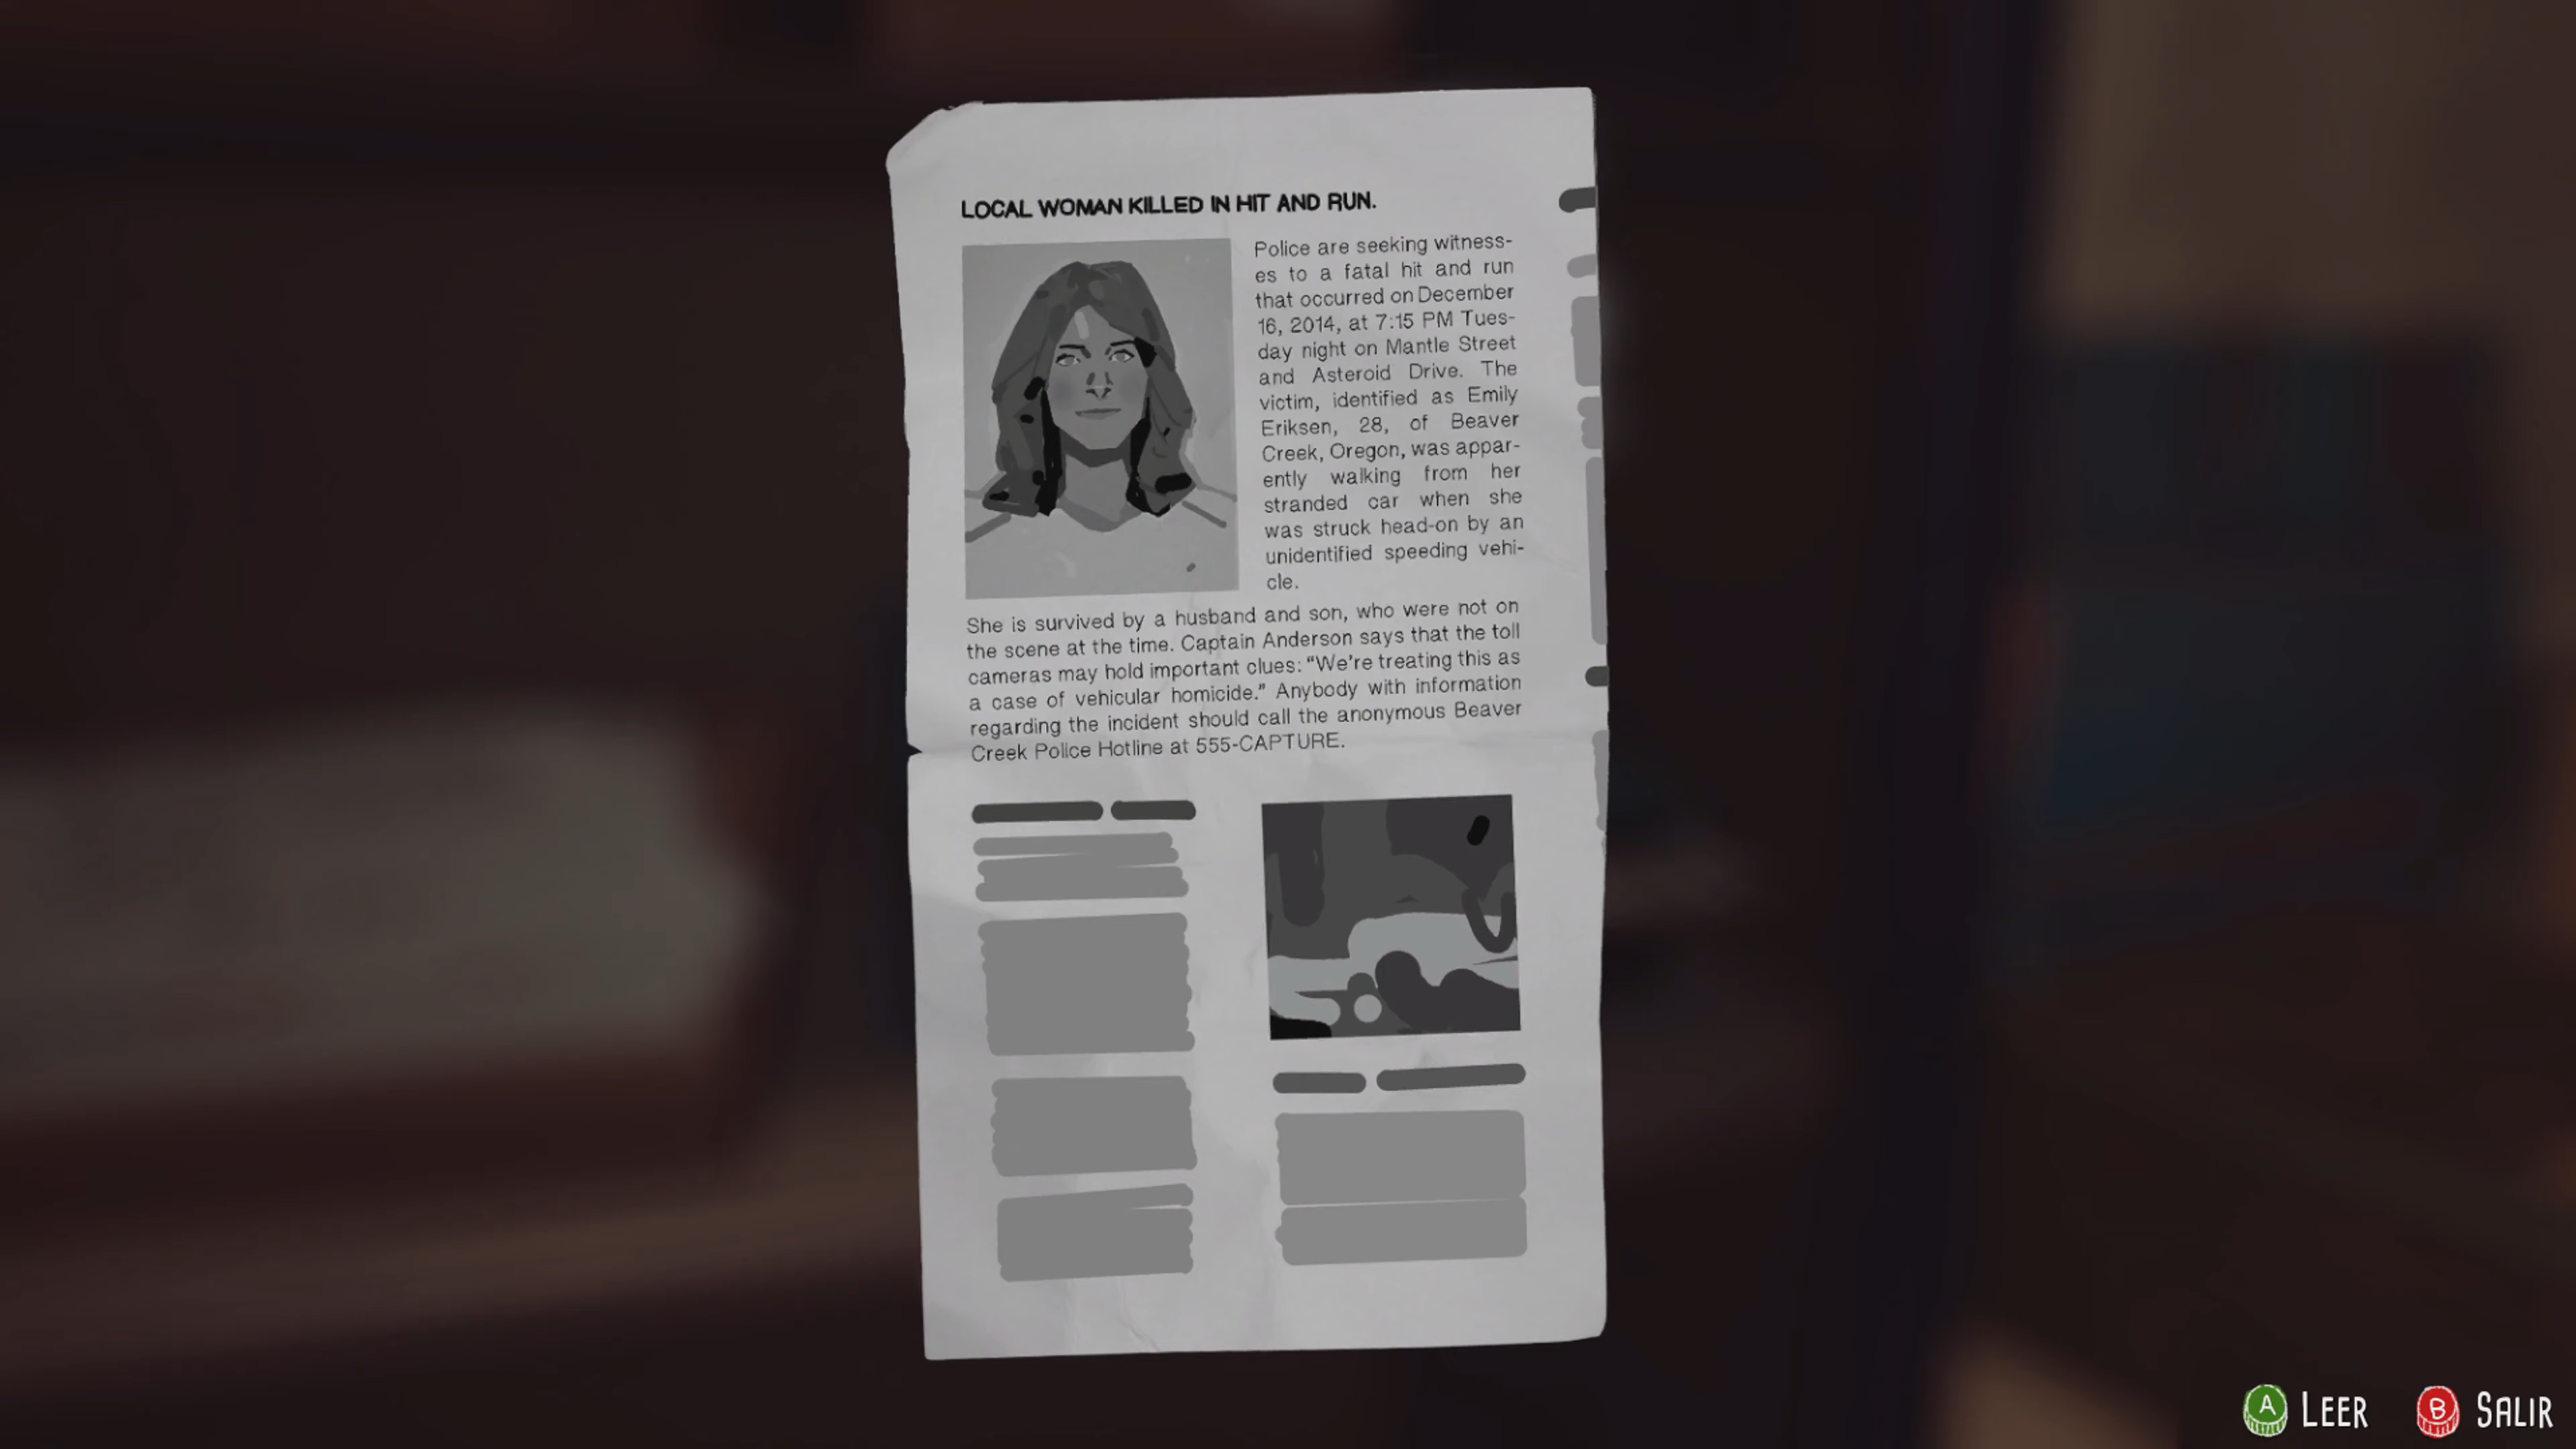 LOCAL WOMAN KILLED IN HIT AND RUN.
Police are seeking witness-
es to a fatal hit and run
that occurred on December
16, 2014, at 7:15 PM Tues-
day night on Mantle Street
and Asteroid Drive. The
victim, identified as Emily
Eriksen, 28, of Beaver
Creek, Oregon, was appar-
ently walking from her
stranded car when she
was struck head-on by an
unidentified speeding vehi-
cle.
She is survived by a husband and son, who were not on
the scene at the time. Captain Anderson says that the toll
cameras may hold important clues: “We’re treating this as
a case of vehicular homicide.” Anybody with information
regarding the incident should call the anonymous Beaver
Creek Police Hotline at 555-CAPTURE.
A LEER B SALIR